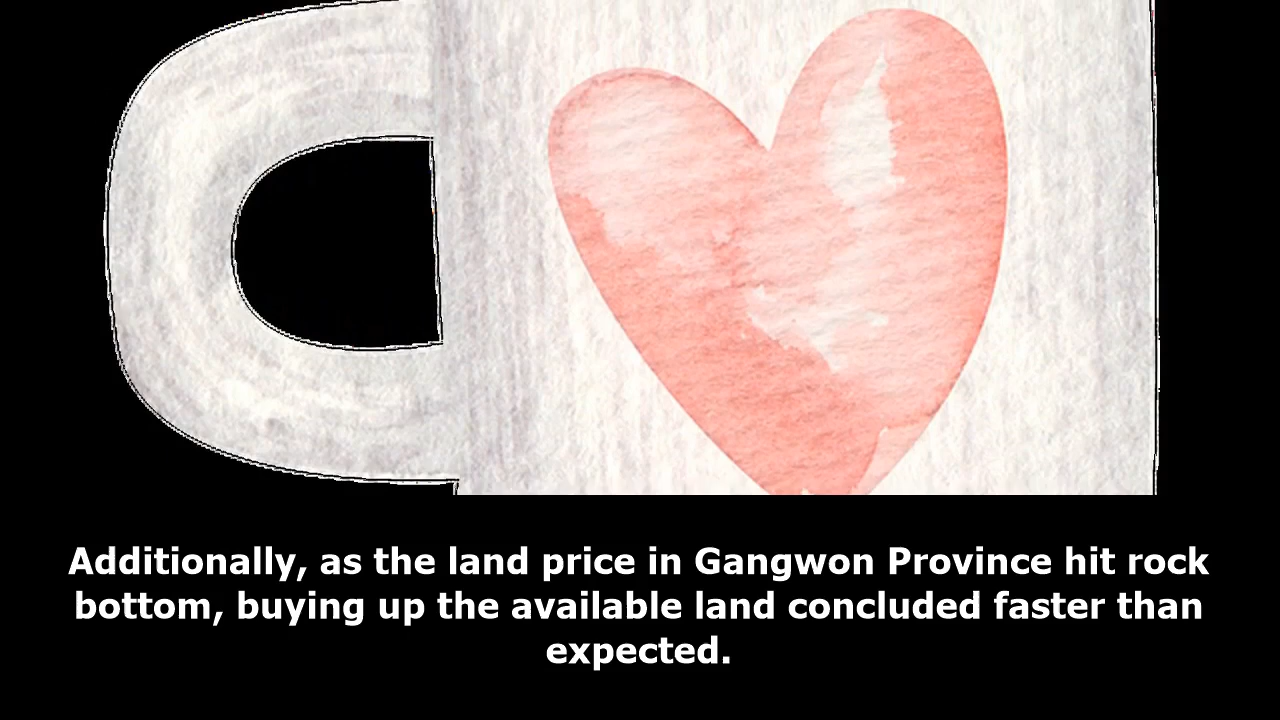 Additionally, as the land price in Gangwon Province hit rock
bottom, buying up the available land concluded faster than
expected.